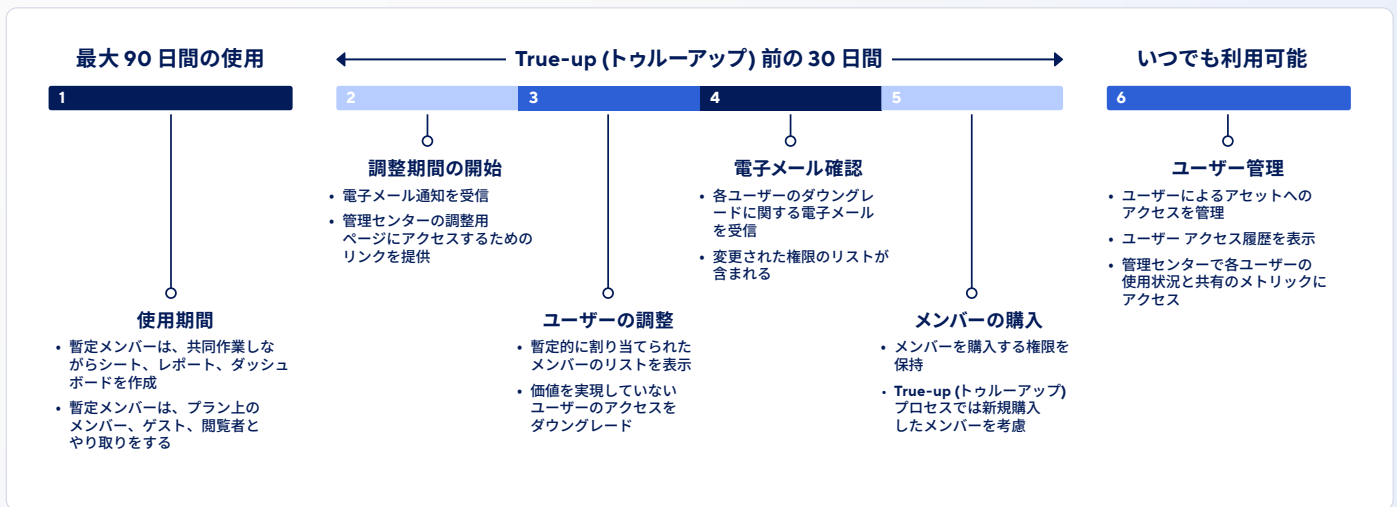 最大 90 日間の使用
True-up (トゥルーアップ) 前の 30 日間
いつでも利用可能
1
2
3
4
5
6
調整期間の開始
• 電子メール通知を受信
• 管理センターの調整用
ページにアクセスするための
リンクを提供
電子メール確認
• 各ユーザーのダウングレ
ードに関する電子メール
を受信
• 変更された権限のリストが
含まれる
ユーザー管理
• ユーザーによるアセットへの
アクセスを管理
• ユーザー アクセス履歴を表示
• 管理センターで各ユーザーの
使用状況と共有のメトリックに
アクセス
使用期間
• 暫定メンバーは、共同作業しな
がらシート、レポート、ダッシュ
ボードを作成
• 暫定メンバーは、プラン上の
メンバー、ゲスト、閲覧者と
やり取りをする
ユーザーの調整
• 暫定的に割り当てられた
メンバーのリストを表示
• 価値を実現していない
ユーザーのアクセスを
ダウングレード
メンバーの購入
• メンバーを購入する権限を
保持
• True-up (トゥルーアップ)
プロセスでは新規購入
したメンバーを考慮